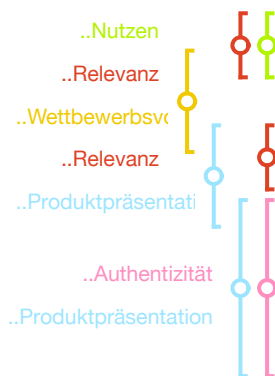 ..Nutzen
..Relevanz
..Wettbewerbsvo
..Relevanz
..Produktpräsentati
..Authentizität
..Produktpräsentation